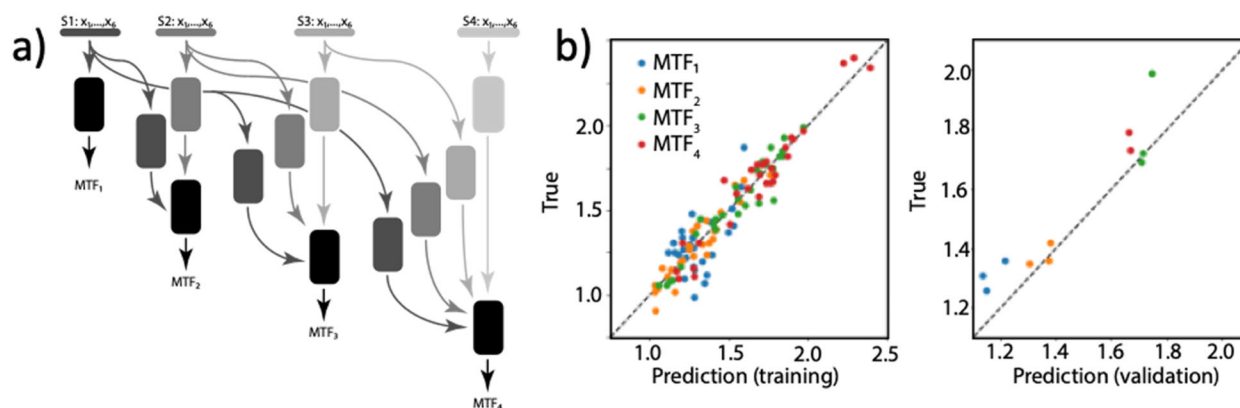 a)
S1: x₁,...,x₆
S2: x₁,...,x₆
S3: x₁,...,x₆
S4: x₁,...,x₆
MTF₁
MTF₂
MTF₃
MTF₄
b)
MTF₁
MTF₂
MTF₃
MTF₄
True
2.0
1.5
1.0
1.0 1.5 2.0 2.5
Prediction (training)
True
2.0
1.8
1.6
1.4
1.2
1.2 1.4 1.6 1.8 2.0
Prediction (validation)